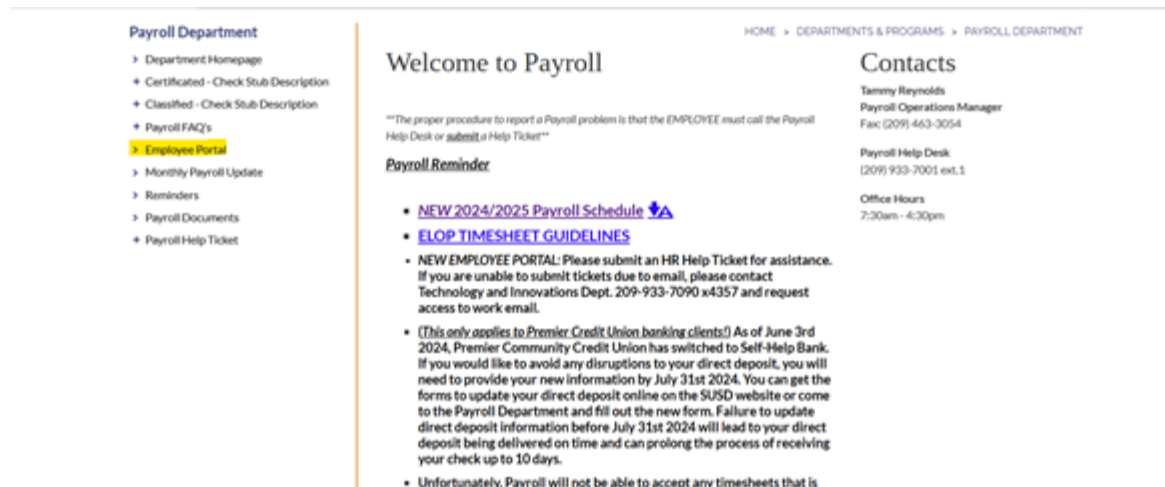 Payroll Department
Department Homepage
Certificated - Check Stub Description
Classified - Check Stub Description
Payroll FAQ's
Employee Portal
Monthly Payroll Update
Reminders
Payroll Documents
Payroll Help Ticket
HOME > DEPARTMENTS & PROGRAMS > PAYROLL DEPARTMENT
Welcome to Payroll
**The proper procedure to report a Payroll problem is that the EMPLOYEE must call the Payroll
Help Desk or submit a Help Ticket**
Payroll Reminder
NEW 2024/2025 Payroll Schedule
ELOP TIMESHEET GUIDELINES
NEW EMPLOYEE PORTAL: Please submit an HR Help Ticket for assistance.
If you are unable to submit tickets due to email, please contact
Technology and Innovations Dept. 209-933-7090 x4357 and request
access to work email.
(This only applies to Premier Credit Union banking clients!) As of June 3rd
2024, Premier Community Credit Union has switched to Self-Help Bank.
If you would like to avoid any disruptions to your direct deposit, you will
need to provide your new information by July 31st 2024. You can get the
forms to update your direct deposit online on the SUSD website or come
to the Payroll Department and fill out the new form. Failure to update
direct deposit information before July 31st 2024 will lead to your direct
deposit being delivered on time and can prolong the process of receiving
your check up to 10 days.
Unfortunately, Payroll will not be able to accept any timesheets that is
Contacts
Tammy Reynolds
Payroll Operations Manager
Fax: (209) 463-3054
Payroll Help Desk
(209) 933-7001 ext.1
Office Hours
7:30am - 4:30pm